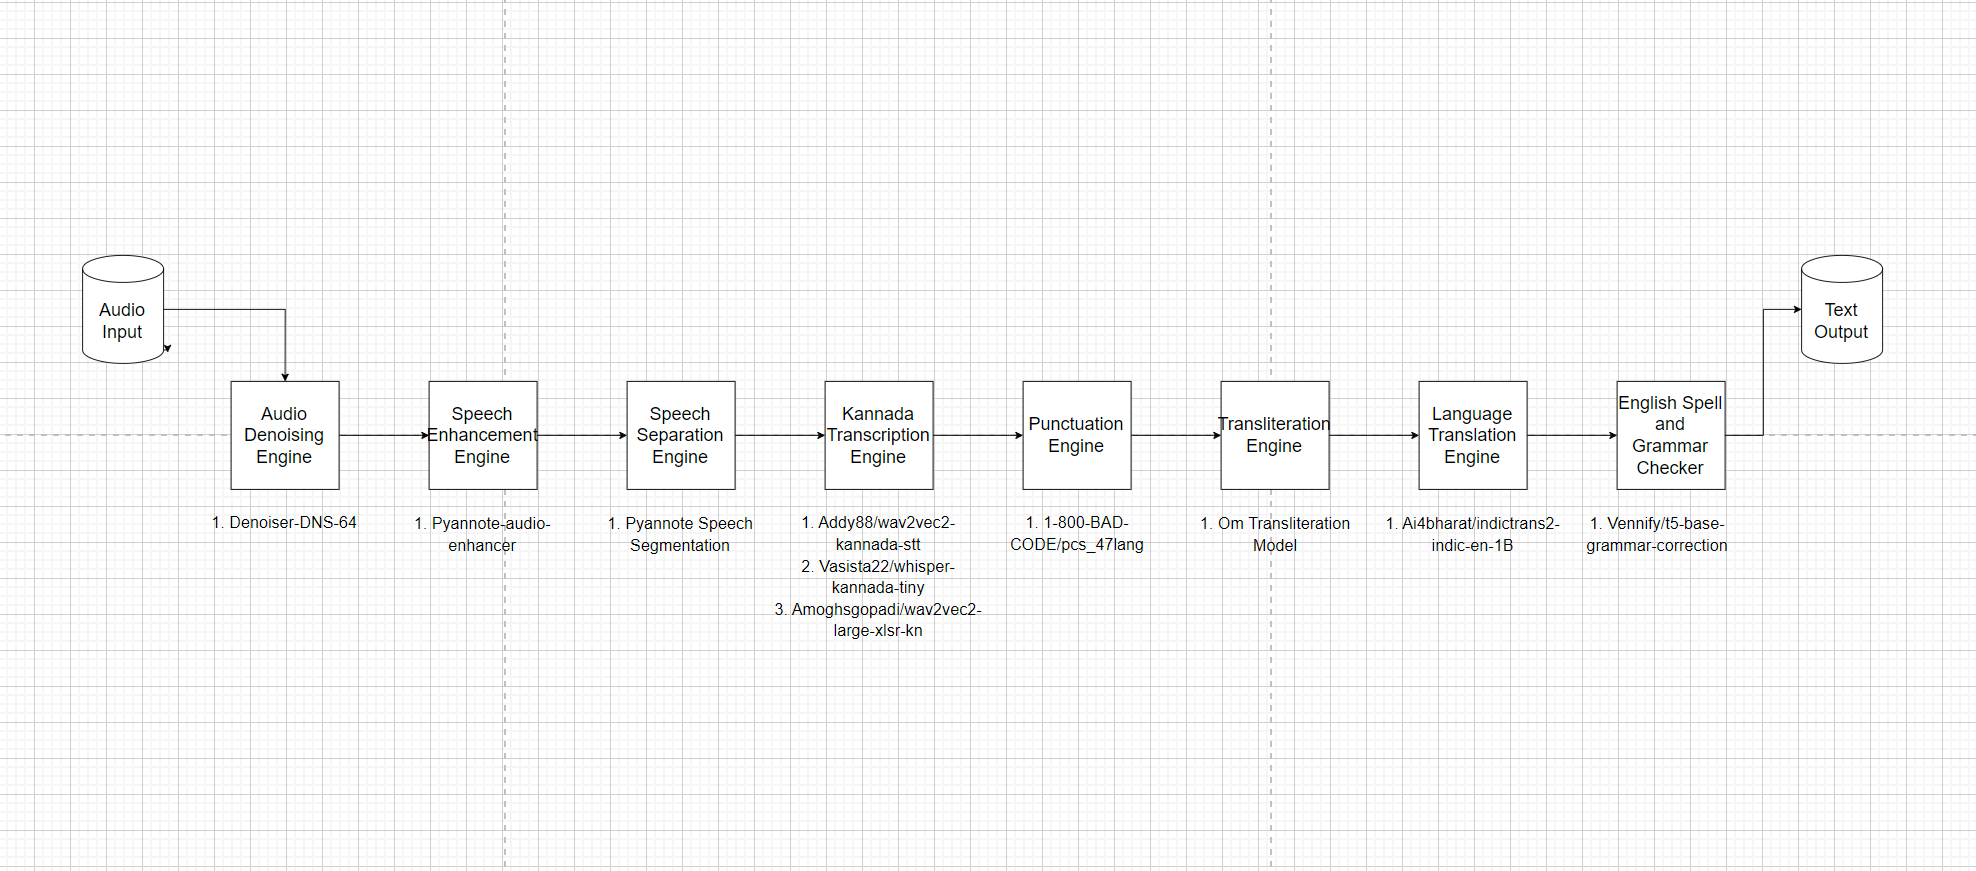 Audio
Input
Text
Output
Audio
Denoising
Engine
Speech
Enhancement
Engine
Speech
Separation
Engine
Kannada
Transcription
Engine
Punctuation
Engine
Transliteration
Engine
Language
Translation
Engine
English Spell
and
Grammar
Checker
1. Denoiser-DNS-64
1. Pyannote-audio-
enhancer
1. Pyannote Speech
Segmentation
1. Addy88/wav2vec2-
kannada-stt
2. Vasista22/whisper-
kannada-tiny
3. Amoghsgopadi/wav2vec2-
large-xlsr-kn
1. 1-800-BAD-
CODE/pcs_47lang
1. Om Transliteration
Model
1. Ai4bharat/indictrans2-
indic-en-1B
1. Vennify/t5-base-
grammar-correction